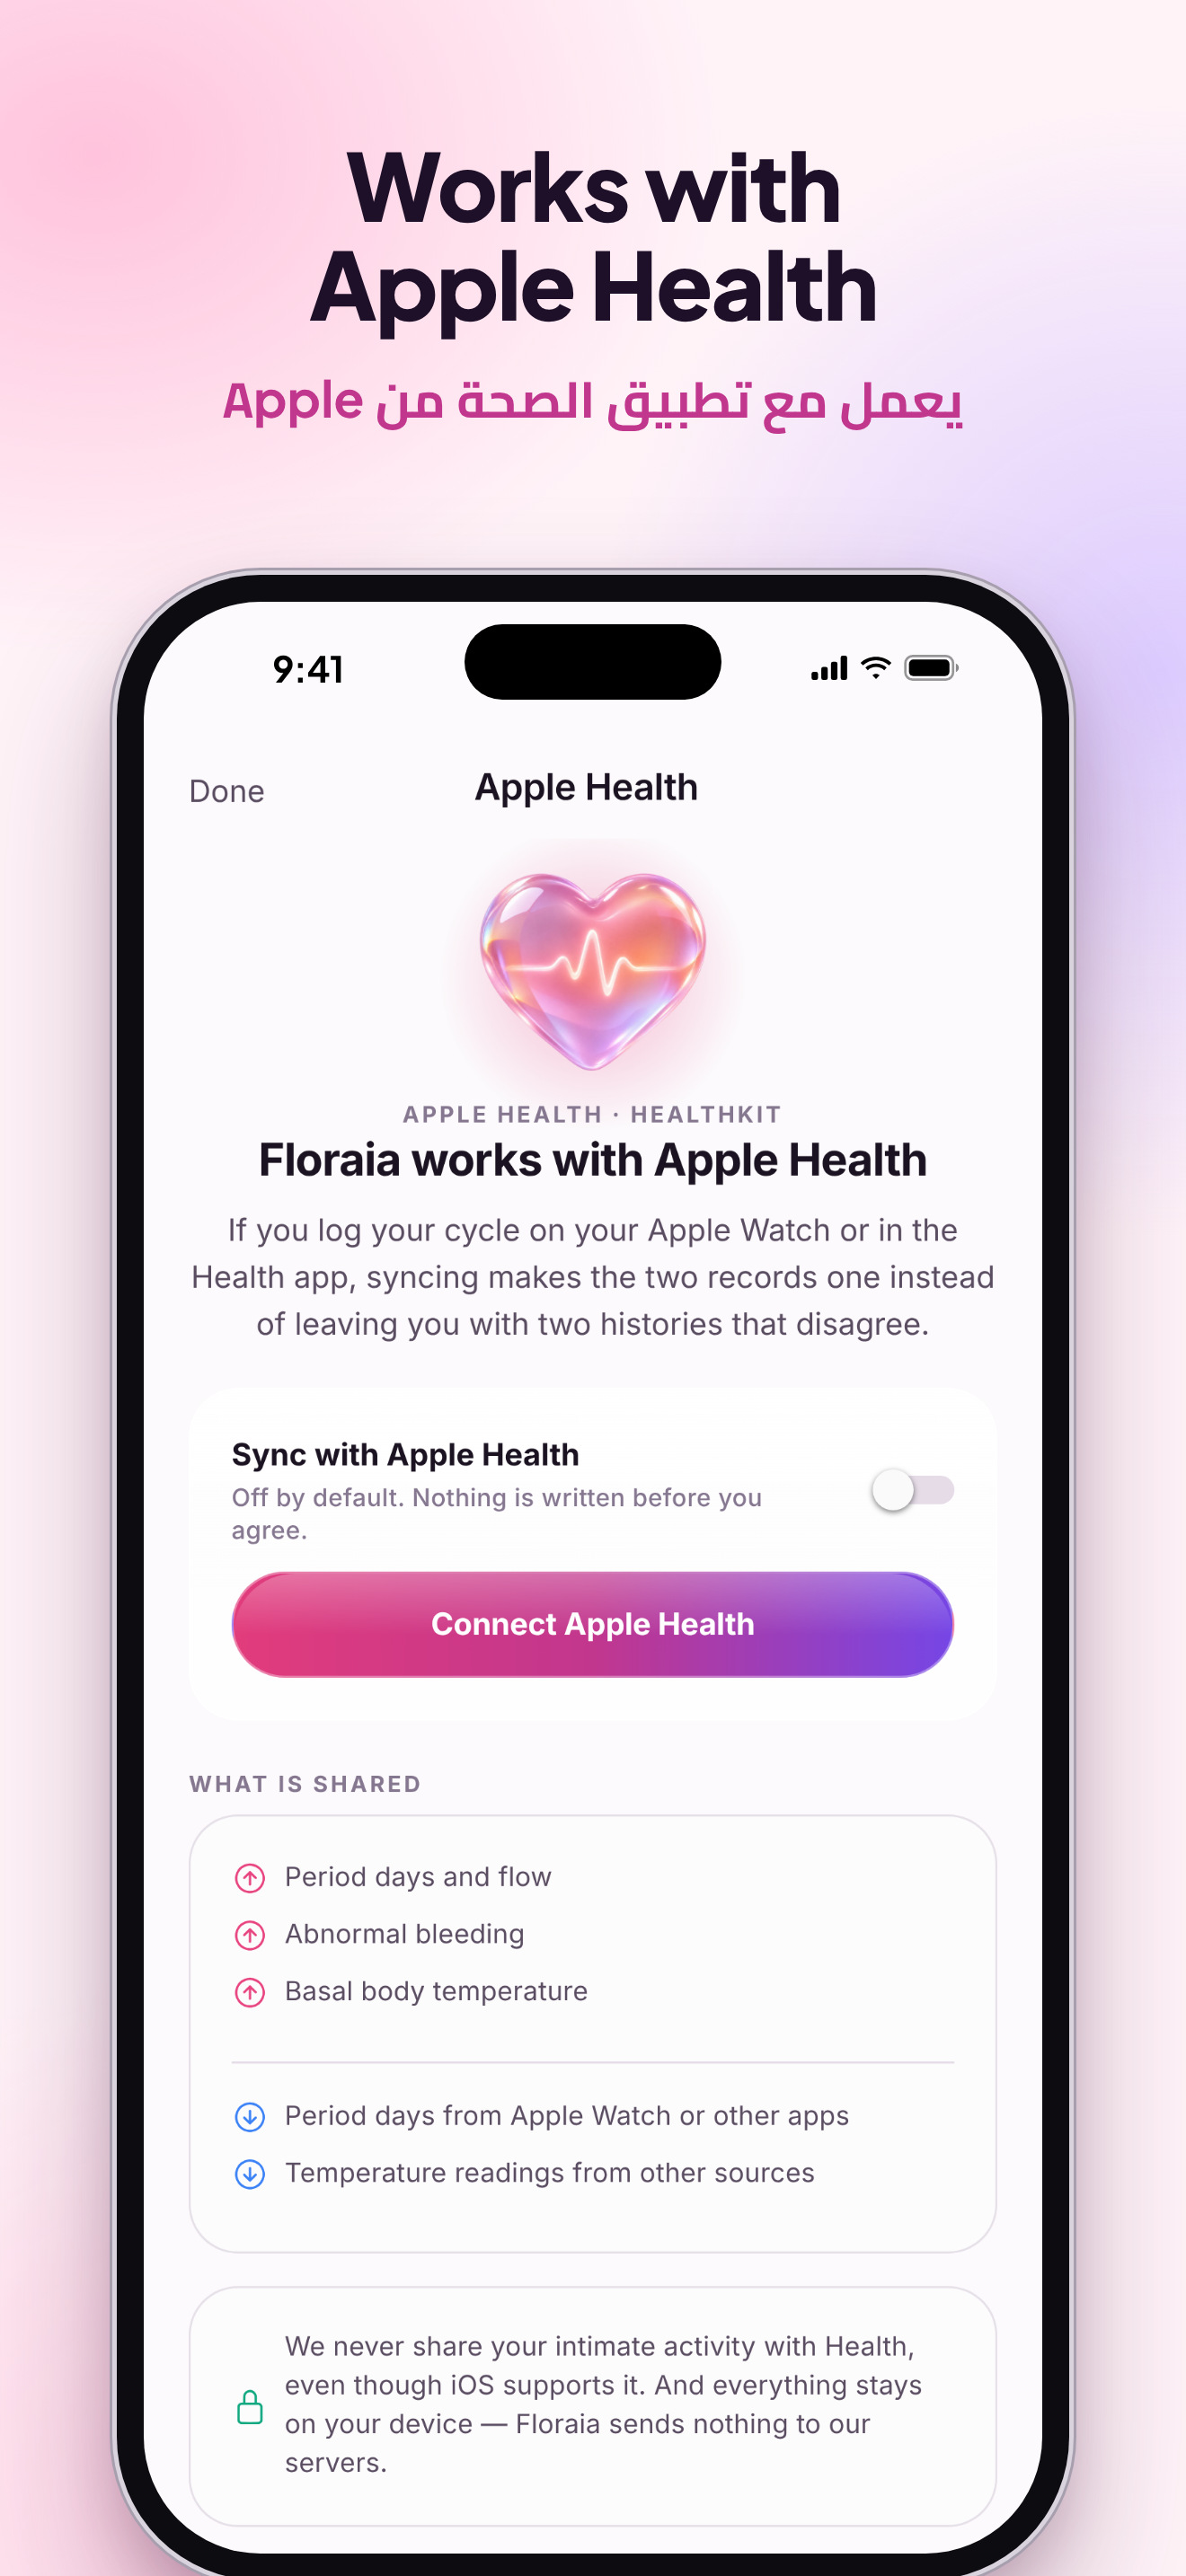 Works with
Apple Health
يعمل مع تطبيق الصحة من Apple
9:41
Done
Apple Health
APPLE HEALTH · HEALTHKIT
Floraia works with Apple Health
If you log your cycle on your Apple Watch or in the
Health app, syncing makes the two records one instead
of leaving you with two histories that disagree.
Sync with Apple Health
Off by default. Nothing is written before you
agree.
Connect Apple Health
WHAT IS SHARED
Period days and flow
Abnormal bleeding
Basal body temperature
Period days from Apple Watch or other apps
Temperature readings from other sources
We never share your intimate activity with Health,
even though iOS supports it. And everything stays
on your device — Floraia sends nothing to our
servers.